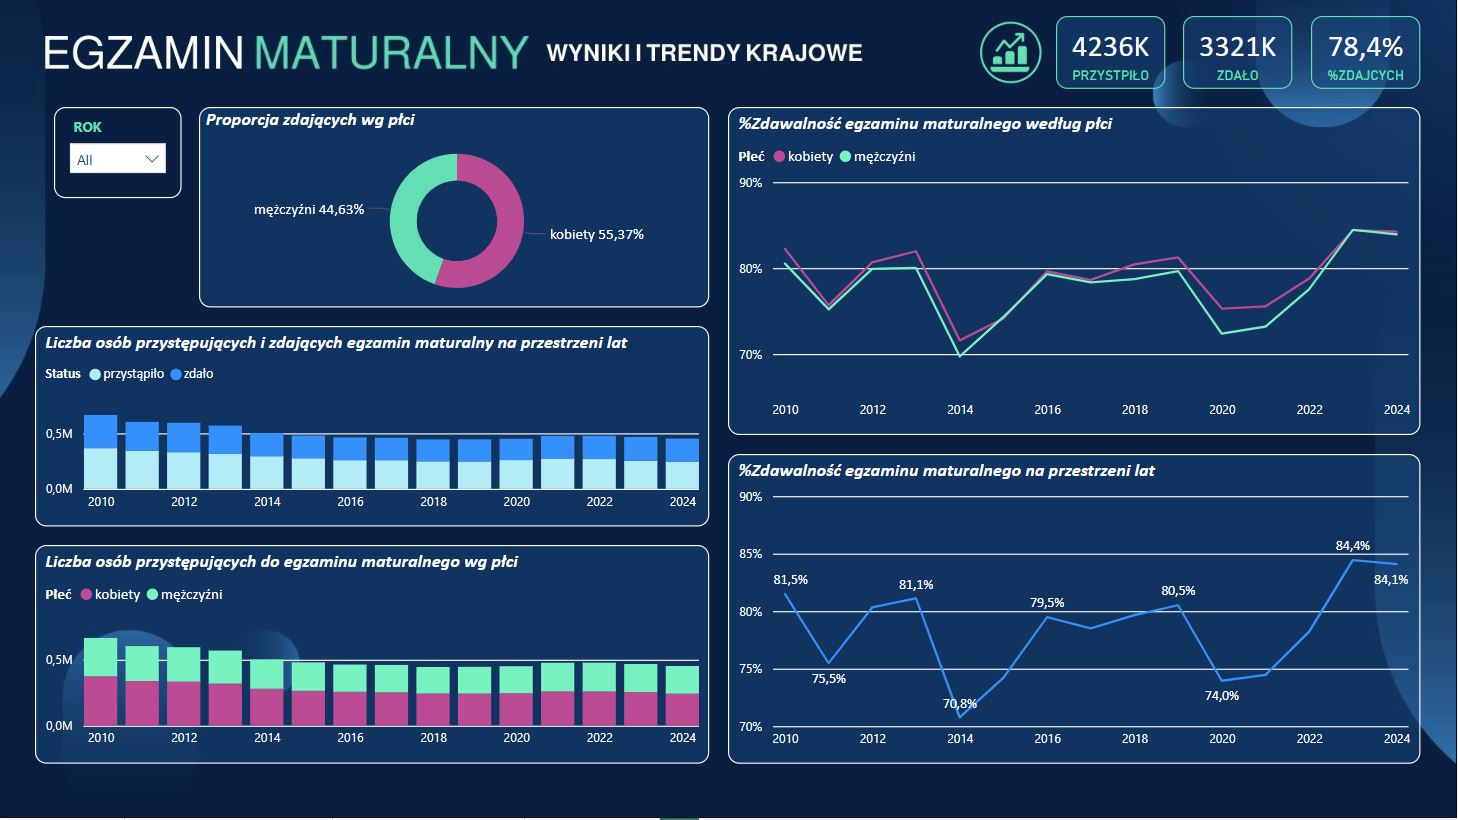 EGZAMIN MATURALNY WYNIKI I TRENDY KRAJOWE
4236K
PRZYSTPIŁO
3321K
ZDAŁO
78,4%
%ZDAJCYCH
ROK
All
Proporcja zdających wg płci
mężczyźni 44,63%
kobiety 55,37%
Liczba osób przystępujących i zdających egzamin maturalny na przestrzeni lat
Status przystąpiło zdało
0,5M
0,0M
2010 2012 2014 2016 2018 2020 2022 2024
Liczba osób przystępujących do egzaminu maturalnego wg płci
Płeć kobiety mężczyźni
0,5M
0,0M
2010 2012 2014 2016 2018 2020 2022 2024
%Zdawalność egzaminu maturalnego według płci
Płeć kobiety mężczyźni
90%
80%
70%
2010 2012 2014 2016 2018 2020 2022 2024
%Zdawalność egzaminu maturalnego na przestrzeni lat
90%
85%
80%
75%
70%
81,5%
75,5%
81,1%
70,8%
79,5%
80,5%
74,0%
84,4%
84,1%
2010 2012 2014 2016 2018 2020 2022 2024